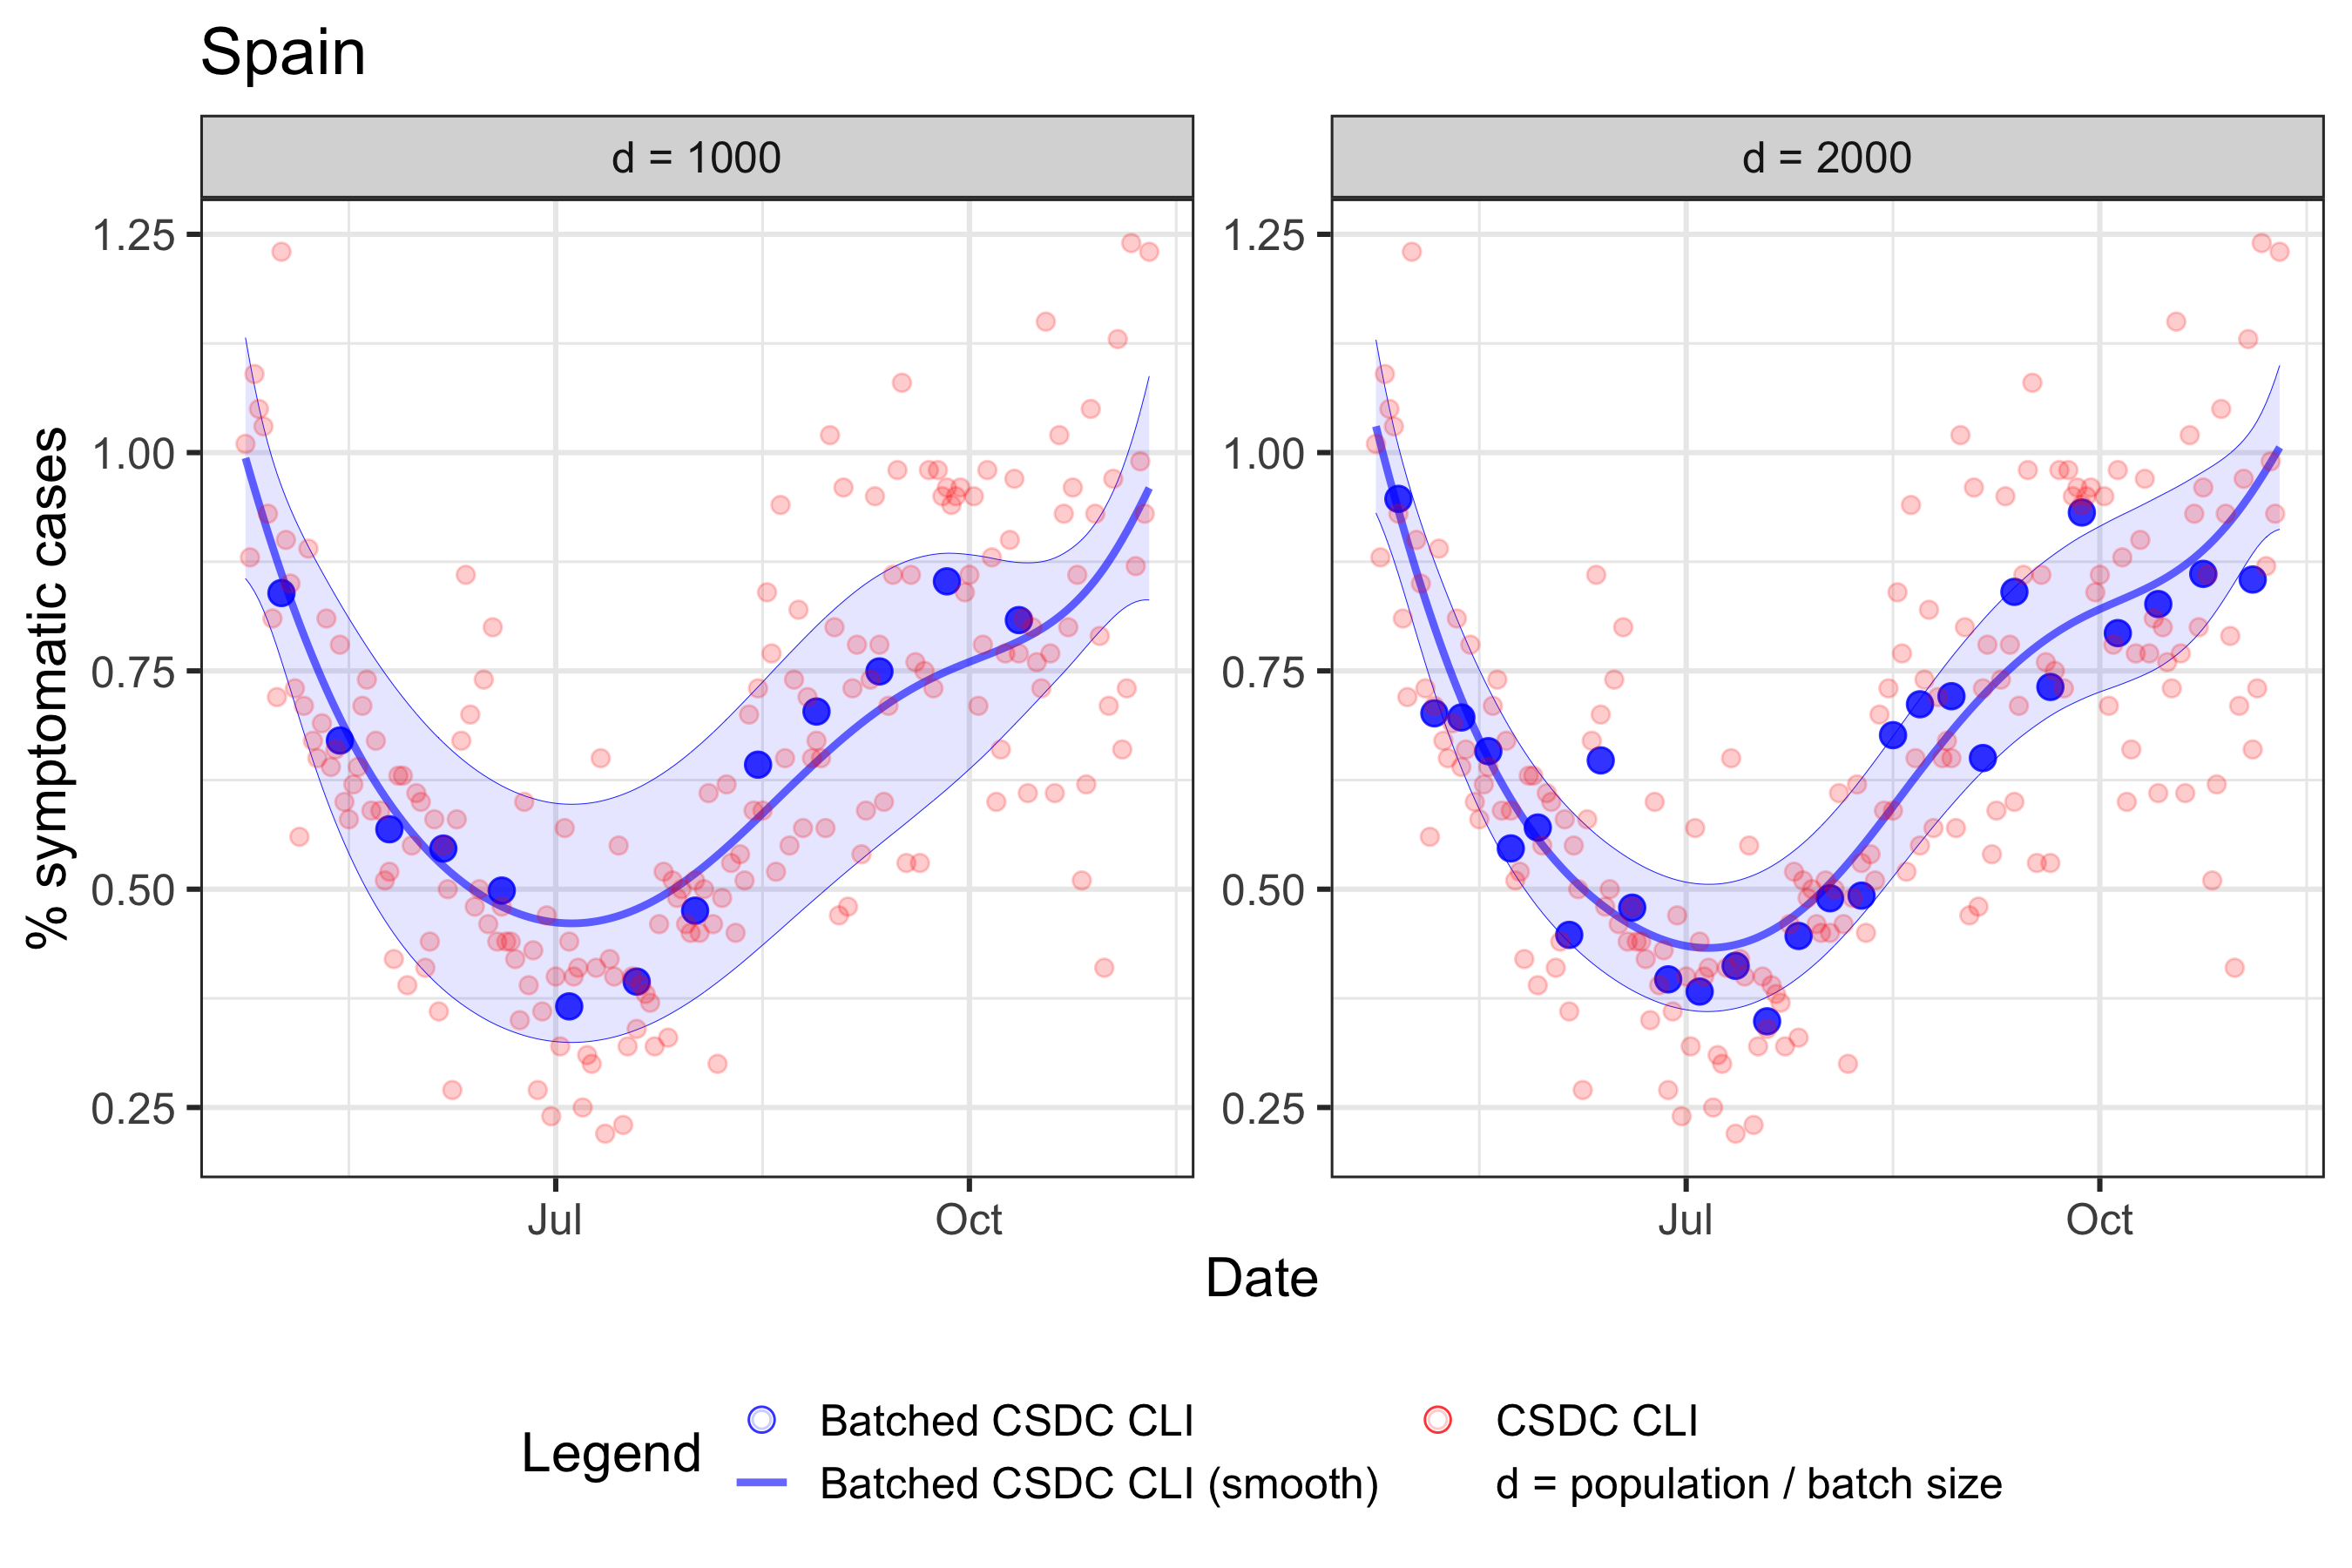 Spain
d = 1000
d = 2000
% symptomatic cases
1.25
1.00
0.75
0.50
0.25
1.25
1.00
0.75
0.50
0.25
Jul
Oct
Jul
Oct
Date
Legend
Batched CSDC CLI
CSDC CLI
Batched CSDC CLI (smooth)
d = population / batch size